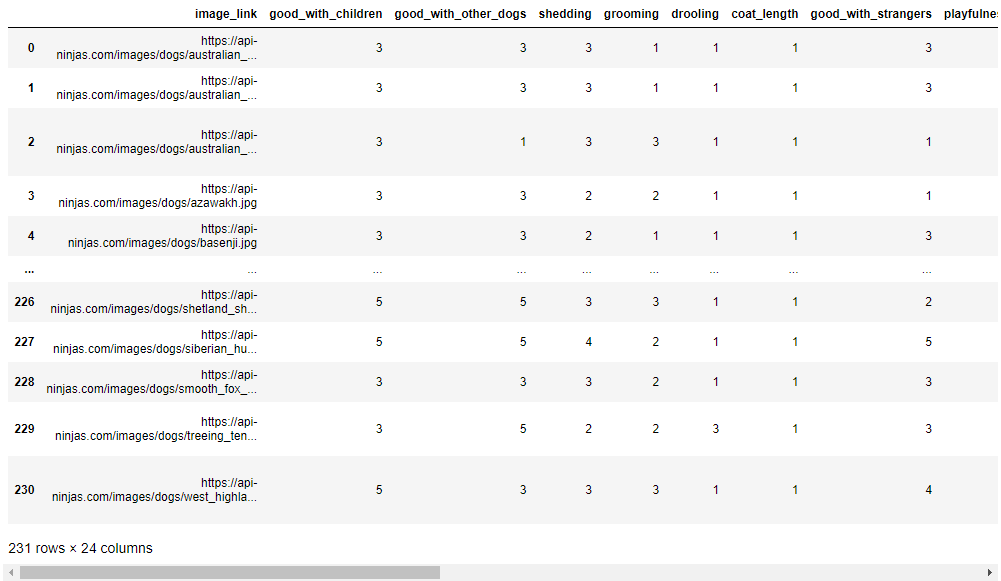 image_link good_with_children good_with_other_dogs shedding grooming drooling coat_length good_with_strangers playfulne
0 https://api-
ninjas.com/images/dogs/australian_... 3 3 3 1 1 1 3
1 https://api-
ninjas.com/images/dogs/australian_... 3 3 3 1 1 1 3
2 https://api-
ninjas.com/images/dogs/australian_... 3 1 3 3 1 1 1
3 https://api-
ninjas.com/images/dogs/azawakh.jpg 3 3 2 2 1 1 1
4 https://api-
ninjas.com/images/dogs/basenji.jpg 3 3 2 1 1 1 3
... ... ... ... ... ... ... ... ...
226 https://api-
ninjas.com/images/dogs/shetland_sh... 5 5 3 3 1 1 2
227 https://api-
ninjas.com/images/dogs/siberian_hu... 5 5 4 2 1 1 5
228 https://api-
ninjas.com/images/dogs/smooth_fox_... 3 3 3 2 1 1 3
229 https://api-
ninjas.com/images/dogs/treeing_ten... 3 5 2 2 3 1 3
230 https://api-
ninjas.com/images/dogs/west_highla... 5 3 3 3 1 1 4
231 rows × 24 columns